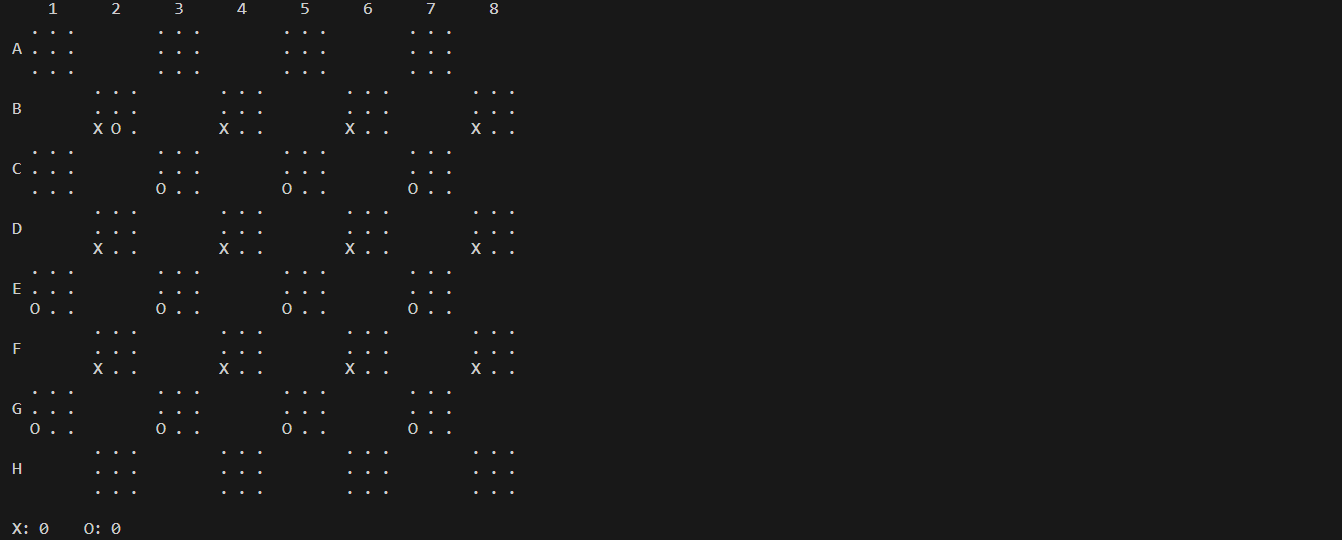 1 2 3 4 5 6 7 8
. . . . . . . . . . . .
A . . . . . . . . . . . .
. . . . . . . . . . . .
. . . . . . . . . . . .
B . . . . . . . . . . . .
X O . X . . X . . X . .
. . . . . . . . . . . .
C . . . . . . . . . . . .
. . . O . . O . . O . .
. . . . . . . . . . . .
D . . . . . . . . . . . .
X . . X . . X . . X . .
. . . . . . . . . . . .
E . . . . . . . . . . . .
O . . O . . O . . O . .
. . . . . . . . . . . .
F . . . . . . . . . . . .
X . . X . . X . . X . .
. . . . . . . . . . . .
G . . . . . . . . . . . .
O . . O . . O . . O . .
. . . . . . . . . . . .
H . . . . . . . . . . . .
. . . . . . . . . . . .
X: 0 O: 0